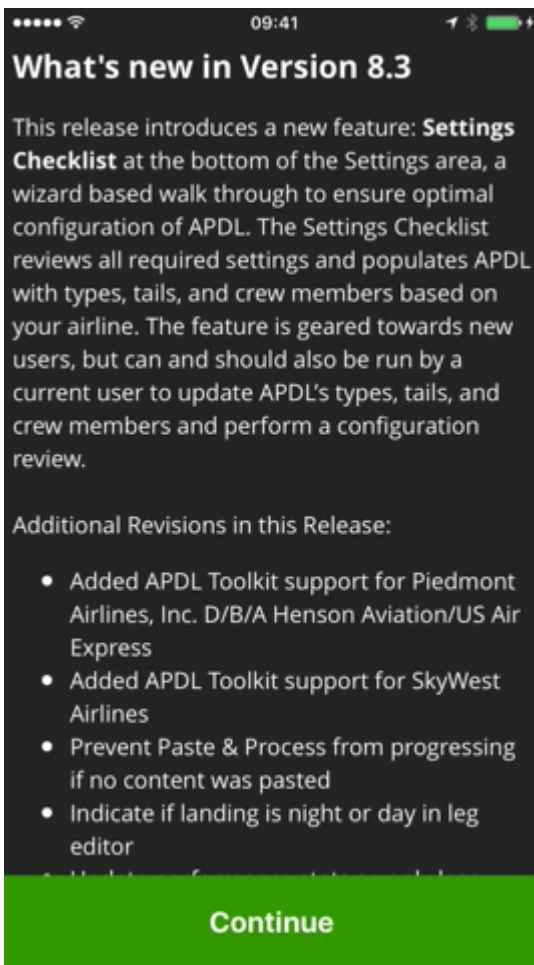 09:41
What's new in Version 8.3
This release introduces a new feature: Settings
Checklist at the bottom of the Settings area, a
wizard based walk through to ensure optimal
configuration of APDL. The Settings Checklist
reviews all required settings and populates APDL
with types, tails, and crew members based on
your airline. The feature is geared towards new
users, but can and should also be run by a
current user to update APDL’s types, tails, and
crew members and perform a configuration
review.
Additional Revisions in this Release:
• Added APDL Toolkit support for Piedmont
Airlines, Inc. D/B/A Henson Aviation/US Air
Express
• Added APDL Toolkit support for SkyWest
Airlines
• Prevent Paste & Process from progressing
if no content was pasted
• Indicate if landing is night or day in leg
editor
Continue